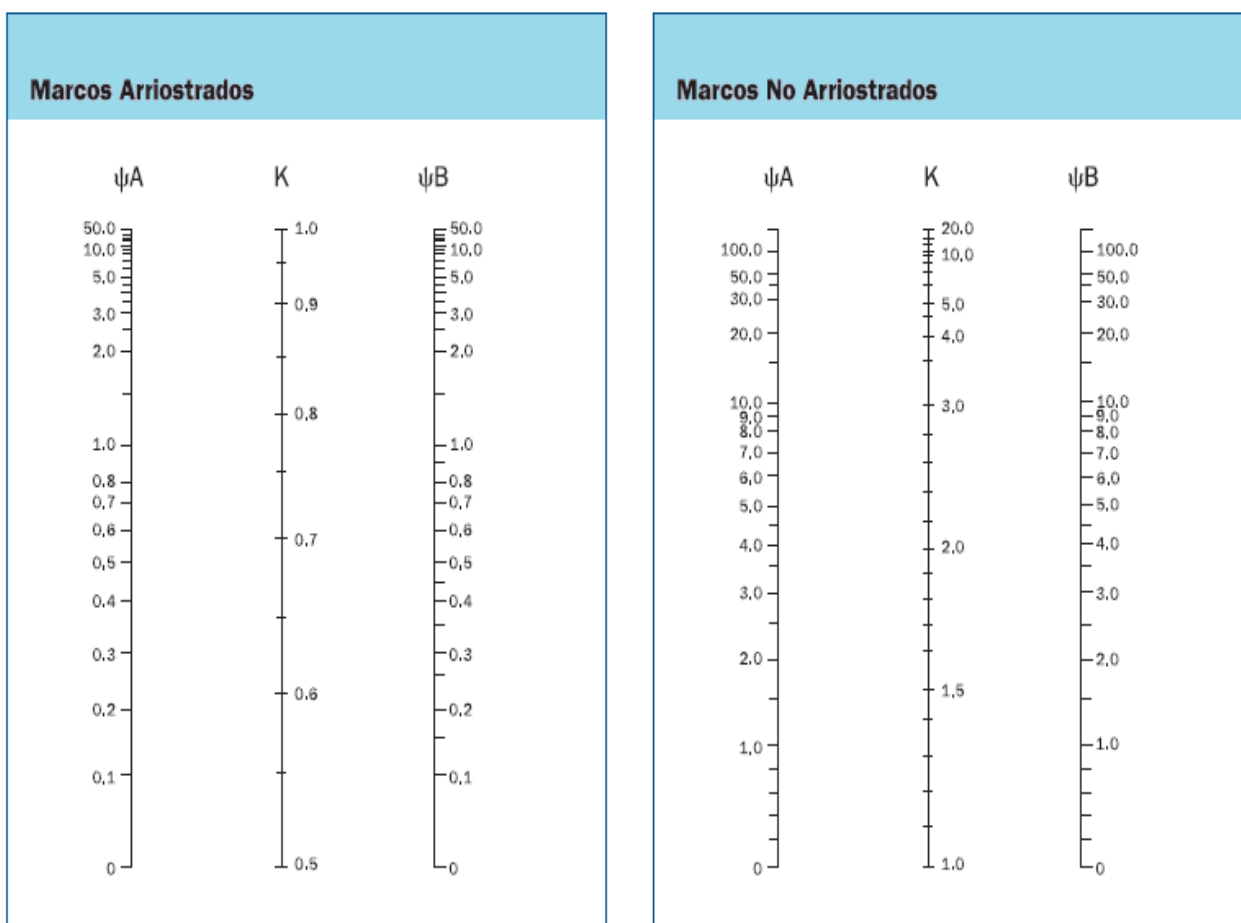 Marcos Arriostrados
ψA K ψB
50.0 1.0 50.0
10.0 10.0
5.0 5.0
0.9
3.0 3.0
2.0 2.0
0.8
1.0 1.0
0.8 0.8
0.7 0.7
0.6 0.6
0.7
0,5 0,5
0.4 0.4
0.3 0.3
0.6
0.2 0.2
0,1 0,1
0 0.5 0
Marcos No Arriostrados
ψA K ψB
20.0
100.0 10.0 100.0
50.0 50.0
30.0 5.0 30.0
20.0 4.0 20.0
10.0 3.0 10.0
9.0 9.0
8.0 8.0
7.0 7.0
6.0 6.0
5.0 5.0
4.0 2.0 4.0
3.0 3.0
2.0 2.0
1,5
1,0 1.0
0 1.0 0